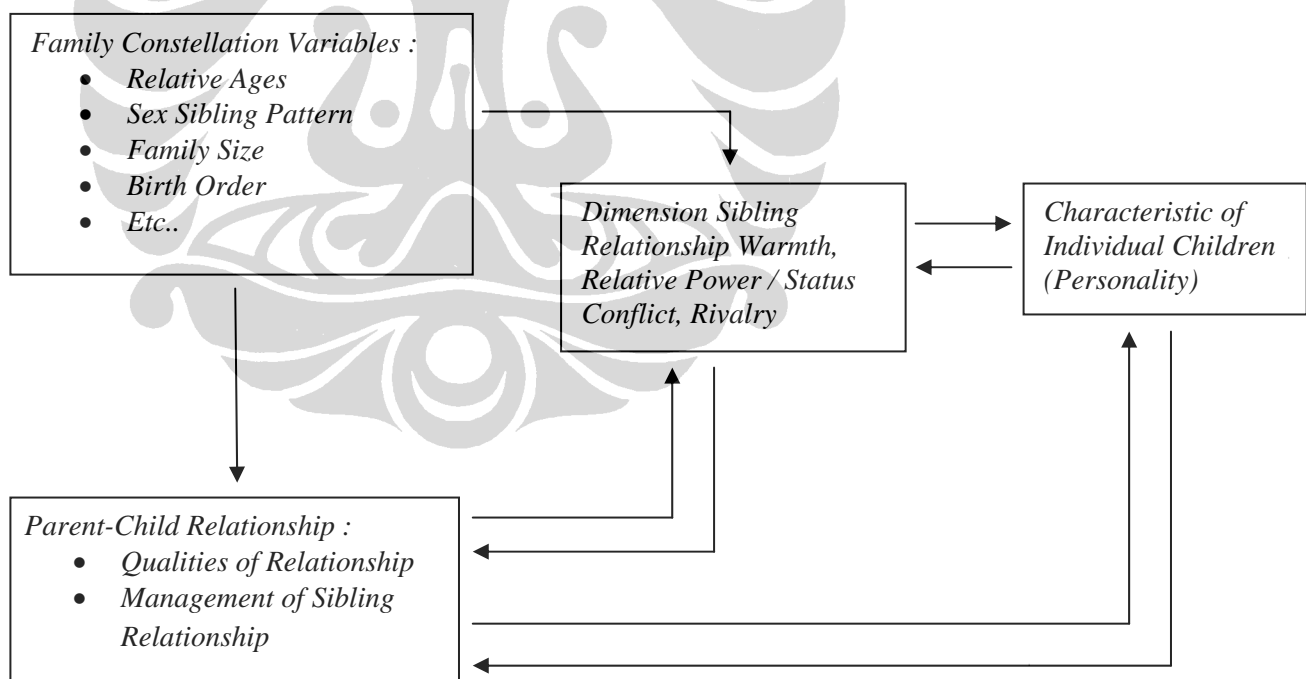 Family Constellation Variables :
• Relative Ages
• Sex Sibling Pattern
• Family Size
• Birth Order
• Etc..
Dimension Sibling
Relationship Warmth,
Relative Power / Status
Conflict, Rivalry
Characteristic of
Individual Children
(Personality)
Parent-Child Relationship :
• Qualities of Relationship
• Management of Sibling
Relationship